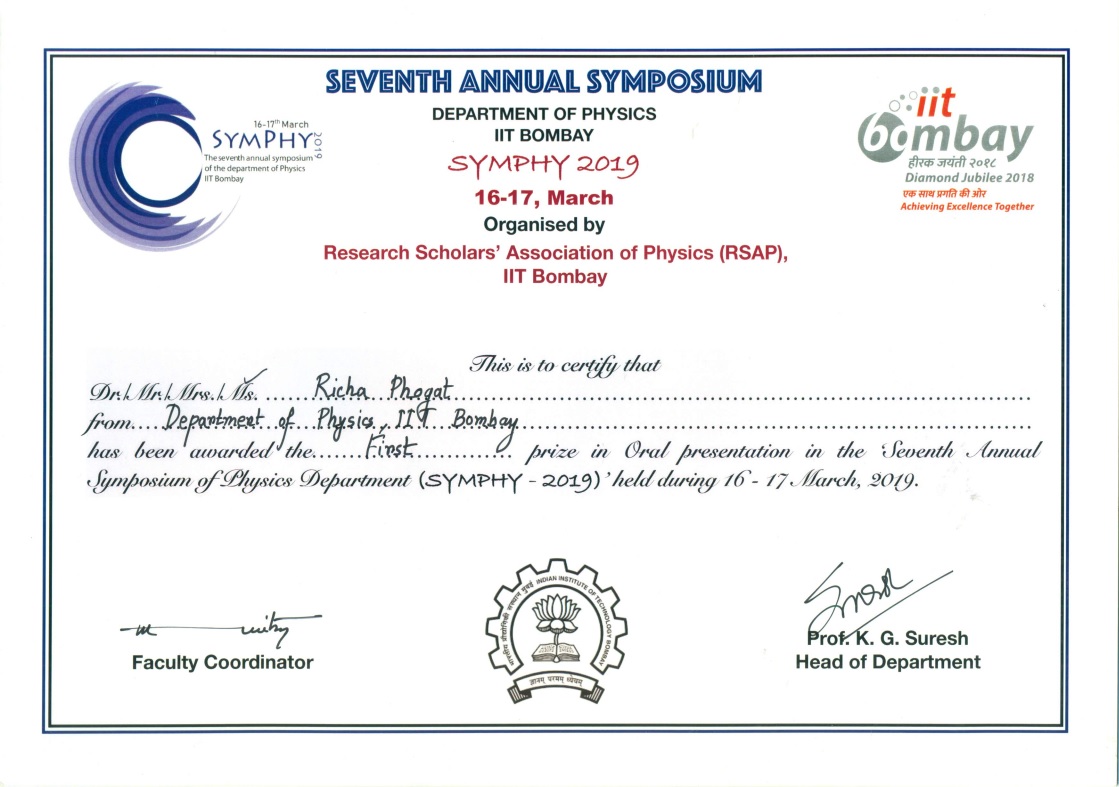 SEVENTH ANNUAL SYMPOSIUM
DEPARTMENT OF PHYSICS
IIT BOMBAY
SYMPHY 2019
16-17, March
Organised by
Research Scholars’ Association of Physics (RSAP),
IIT Bombay
16-17th March
SYMPHY 2019
The seventh annual symposium
of the department of Physics
IIT Bombay
iit
bombay
हीरक जयंती २०१८
Diamond Jubilee 2018
एक साथ प्रगति की ओर
Achieving Excellence Together
This is to certify that
Dr./Mr./Mrs./Ms. ...... Richa Phogat ......
from.... Department of Physics, IIT Bombay ......
has been awarded the....... First ............. prize in Oral presentation in the ‘Seventh Annual
Symposium of Physics Department (SYMPHY - 2019)’ held during 16 - 17 March, 2019.
Faculty Coordinator
भारतीय प्रौद्योगिकी संस्थान मुंबई INDIAN INSTITUTE OF TECHNOLOGY BOMBAY
ज्ञानम् परमम् ध्येयम्
Prof. K. G. Suresh
Head of Department